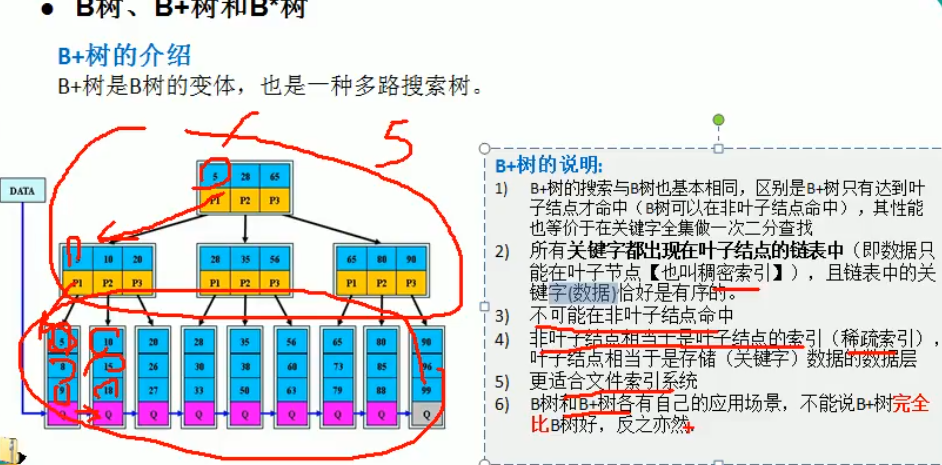 ● B树、B+树和B*树
B+树的介绍
B+树是B树的变体，也是一种多路搜索树。
5
DATA
5 28 65
P1 P2 P3
10 20
P1 P2 P3
28 35 56
P1 P2 P3
65 80 90
P1 P2 P3
5 10 20 28 35 56 65 80 90
8 15 26 30 38 60 73 85 96
9 18 27 33 50 63 79 88 99
Q Q Q Q Q Q Q Q Q
B+树的说明:
1) B+树的搜索与B树也基本相同，区别是B+树只有达到叶
子结点才命中（B树可以在非叶子结点命中），其性能
也等价于在关键字全集做一次二分查找
2) 所有关键字都出现在叶子结点的链表中（即数据只
能在叶子节点【也叫稠密索引】），且链表中的关
键字(数据)恰好是有序的。
3) 不可能在非叶子结点命中
4) 非叶子结点相当于是叶子结点的索引（稀疏索引），
叶子结点相当于是存储（关键字）数据的数据层
5) 更适合文件索引系统
6) B树和B+树各有自己的应用场景，不能说B+树完全
比B树好，反之亦然.